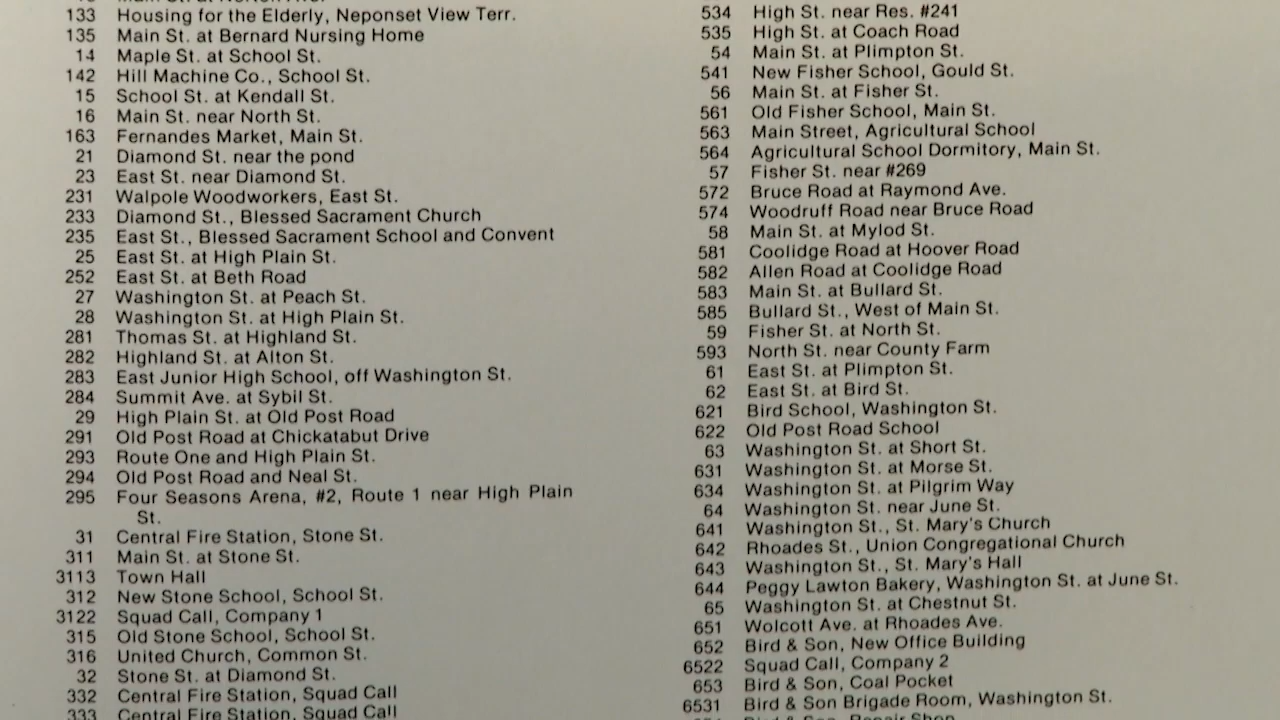 133 Housing for the Elderly, Neponset View Terr.
135 Main St. at Bernard Nursing Home
14 Maple St. at School St.
142 Hill Machine Co., School St.
15 School St. at Kendall St.
16 Main St. near North St.
163 Fernandes Market, Main St.
21 Diamond St. near the pond
23 East St. near Diamond St.
231 Walpole Woodworkers, East St.
233 Diamond St., Blessed Sacrament Church
235 East St., Blessed Sacrament School and Convent
25 East St. at High Plain St.
252 East St. at Beth Road
27 Washington St. at Peach St.
28 Washington St. at High Plain St.
281 Thomas St. at Highland St.
282 Highland St. at Alton St.
283 East Junior High School, off Washington St.
284 Summit Ave. at Sybil St.
29 High Plain St. at Old Post Road
291 Old Post Road at Chickatabut Drive
293 Route One and High Plain St.
294 Old Post Road and Neal St.
295 Four Seasons Arena, #2, Route 1 near High Plain
St.
31 Central Fire Station, Stone St.
311 Main St. at Stone St.
3113 Town Hall
312 New Stone School, School St.
3122 Squad Call, Company 1
315 Old Stone School, School St.
316 United Church, Common St.
32 Stone St. at Diamond St.
332 Central Fire Station, Squad Call
333 Central Fire Station, Squad Call
534 High St. near Res. #241
535 High St. at Coach Road
54 Main St. at Plimpton St.
541 New Fisher School, Gould St.
56 Main St. at Fisher St.
561 Old Fisher School, Main St.
563 Main Street, Agricultural School
564 Agricultural School Dormitory, Main St.
57 Fisher St. near #269
572 Bruce Road at Raymond Ave.
574 Woodruff Road near Bruce Road
58 Main St. at Mylod St.
581 Coolidge Road at Hoover Road
582 Allen Road at Coolidge Road
583 Main St. at Bullard St.
585 Bullard St., West of Main St.
59 Fisher St. at North St.
593 North St. near County Farm
61 East St. at Plimpton St.
62 East St. at Bird St.
621 Bird School, Washington St.
622 Old Post Road School
63 Washington St. at Short St.
631 Washington St. at Morse St.
634 Washington St. at Pilgrim Way
64 Washington St. near June St.
641 Washington St., St. Mary's Church
642 Rhoades St., Union Congregational Church
643 Washington St., St. Mary's Hall
644 Peggy Lawton Bakery, Washington St. at June St.
65 Washington St. at Chestnut St.
651 Wolcott Ave. at Rhoades Ave.
652 Bird & Son, New Office Building
6522 Squad Call, Company 2
653 Bird & Son, Coal Pocket
6531 Bird & Son Brigade Room, Washington St.
Bird & Son, Repair Shop